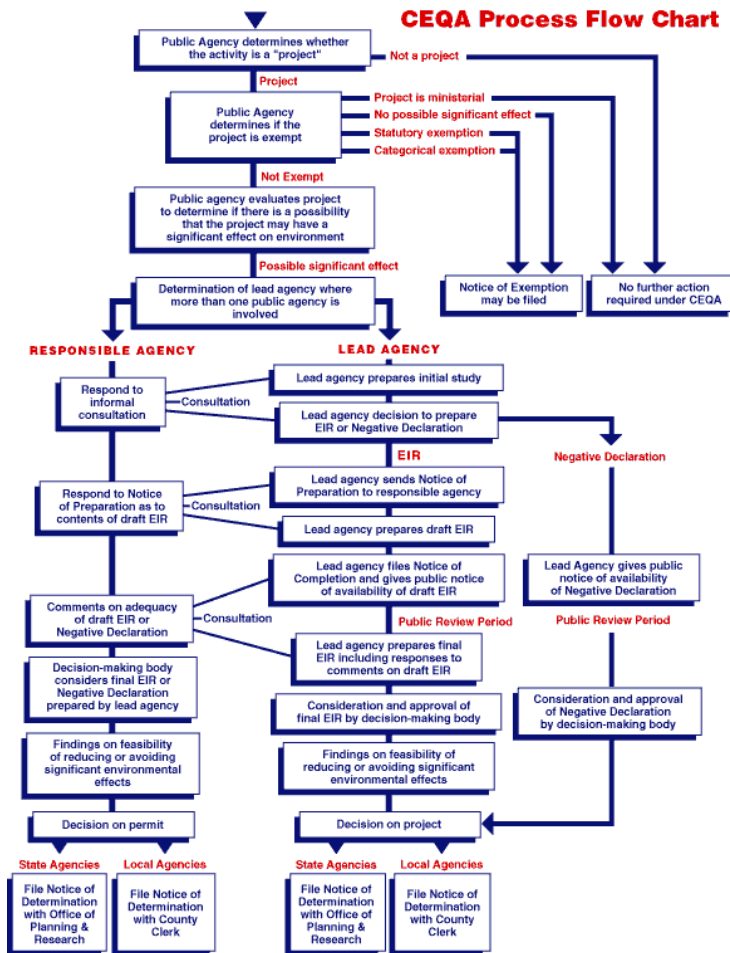 CEQA Process Flow Chart
Public Agency determines whether
the activity is a "project"
Not a project
Project
Public Agency
determines if the
project is exempt
Project is ministerial
No possible significant effect
Statutory exemption
Categorical exemption
Not Exempt
Public agency evaluates project
to determine if there is a possibility
that the project may have a
significant effect on environment
Possible significant effect
Determination of lead agency where
more than one public agency is
involved
Notice of Exemption
may be filed
No further action
required under CEQA
RESPONSIBLE AGENCY
LEAD AGENCY
Respond to
informal
consultation
Consultation
Lead agency prepares initial study
Lead agency decision to prepare
EIR or Negative Declaration
EIR
Negative Declaration
Respond to Notice
of Preparation as to
contents of draft EIR
Consultation
Lead agency sends Notice of
Preparation to responsible agency
Lead agency prepares draft EIR
Lead agency files Notice of
Completion and gives public notice
of availability of draft EIR
Lead Agency gives public
notice of availability
of Negative Declaration
Comments on adequacy
of draft EIR or
Negative Declaration
Consultation
Public Review Period
Public Review Period
Lead agency prepares final
EIR including responses to
comments on draft EIR
Decision-making body
considers final EIR or
Negative Declaration
prepared by lead agency
Consideration and approval
of final EIR by decision-making body
Consideration and approval
of Negative Declaration
by decision-making body
Findings on feasibility
of reducing or avoiding
significant environmental
effects
Findings on feasibility of
reducing or avoiding significant
environmental effects
Decision on permit
Decision on project
State Agencies
Local Agencies
State Agencies
Local Agencies
File Notice of
Determination
with Office of
Planning &
Research
File Notice of
Determination
with County
Clerk
File Notice of
Determination
with Office of
Planning &
Research
File Notice of
Determination
with County
Clerk